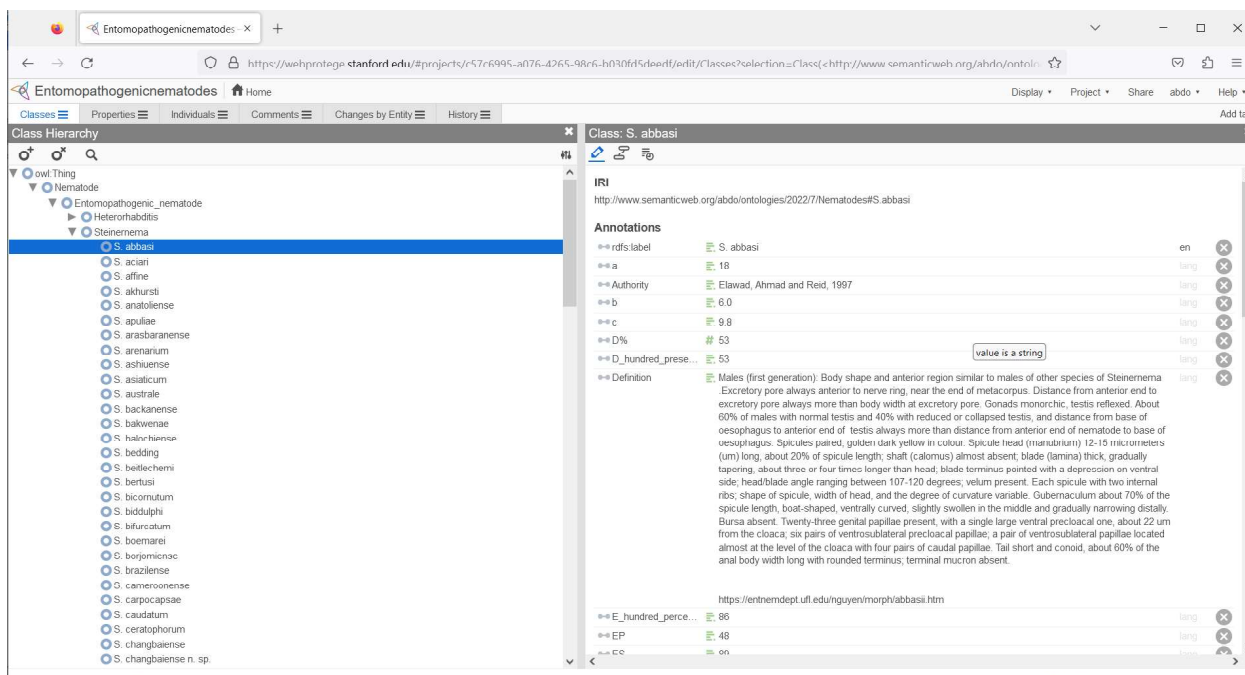 Entomopathogenicnematodes -
https://webprotege.stanford.edu/#projects/c57c6995-a076-4265-98c6-b030fd5deedf/edit/Classes?selection=Class(<http://www.semanticweb.org/abdo/ontolo
Entomopathogenicnematodes Home Display Project Share abdo Help
Classes Properties Individuals Comments Changes by Entity History Add ta
Class Hierarchy
owl:Thing
Nematode
Entomopathogenic_nematode
Heterorhabditis
Steinernema
S. abbasi
S. aciari
S. affine
S. akhursti
S. anatoliense
S. apuliae
S. arasbaranense
S. arenarium
S. ashiuense
S. asiaticum
S. australe
S. backanense
S. bakwenae
S. balochiense
S. bedding
S. beitlechemi
S. bertusi
S. bicornutum
S. biddulphi
S. bifurcatum
S. boemarei
S. borjomiense
S. brazilense
S. cameroonense
S. carpocapsae
S. caudatum
S. ceratophorum
S. changbaiense
S. changbaiense n. sp.
Class: S. abbasi
IRI
http://www.semanticweb.org/abdo/ontologies/2022/7/Nematodes#S.abbasi
Annotations
rdfs:label S. abbasi en
a 18 lang
Authority Elawad, Ahmad and Reid, 1997 lang
b 6.0 lang
c 9.8 lang
D% # 53 lang
value is a string
D_hundred_prese... 53 lang
Definition Males (first generation): Body shape and anterior region similar to males of other species of Steinernema lang
.Excretory pore always anterior to nerve ring, near the end of metacorpus. Distance from anterior end to
excretory pore always more than body width at excretory pore. Gonads monorchic, testis reflexed. About
60% of males with normal testis and 40% with reduced or collapsed testis, and distance from base of
oesophagus to anterior end of testis always more than distance from anterior end of nematode to base of
oesophagus. Spicules paired, golden dark yellow in colour. Spicule head (manubrium) 12-15 micrometers
(um) long, about 20% of spicule length; shaft (calomus) almost absent; blade (lamina) thick, gradually
tapering, about three or four times longer than head; blade terminus pointed with a depression on ventral
side; head/blade angle ranging between 107-120 degrees; velum present. Each spicule with two internal
ribs; shape of spicule, width of head, and the degree of curvature variable. Gubernaculum about 70% of the
spicule length, boat-shaped, ventrally curved, slightly swollen in the middle and gradually narrowing distally.
Bursa absent. Twenty-three genital papillae present, with a single large ventral precloacal one, about 22 um
from the cloaca; six pairs of ventrosublateral precloacal papillae; a pair of ventrosublateral papillae located
almost at the level of the cloaca with four pairs of caudal papillae. Tail short and conoid, about 60% of the
anal body width long with rounded terminus; terminal mucron absent.
https://entnemdept.ufl.edu/nguyen/morph/abbasii.htm
E_hundred_perce... 86 lang
EP 48 lang
ES 89